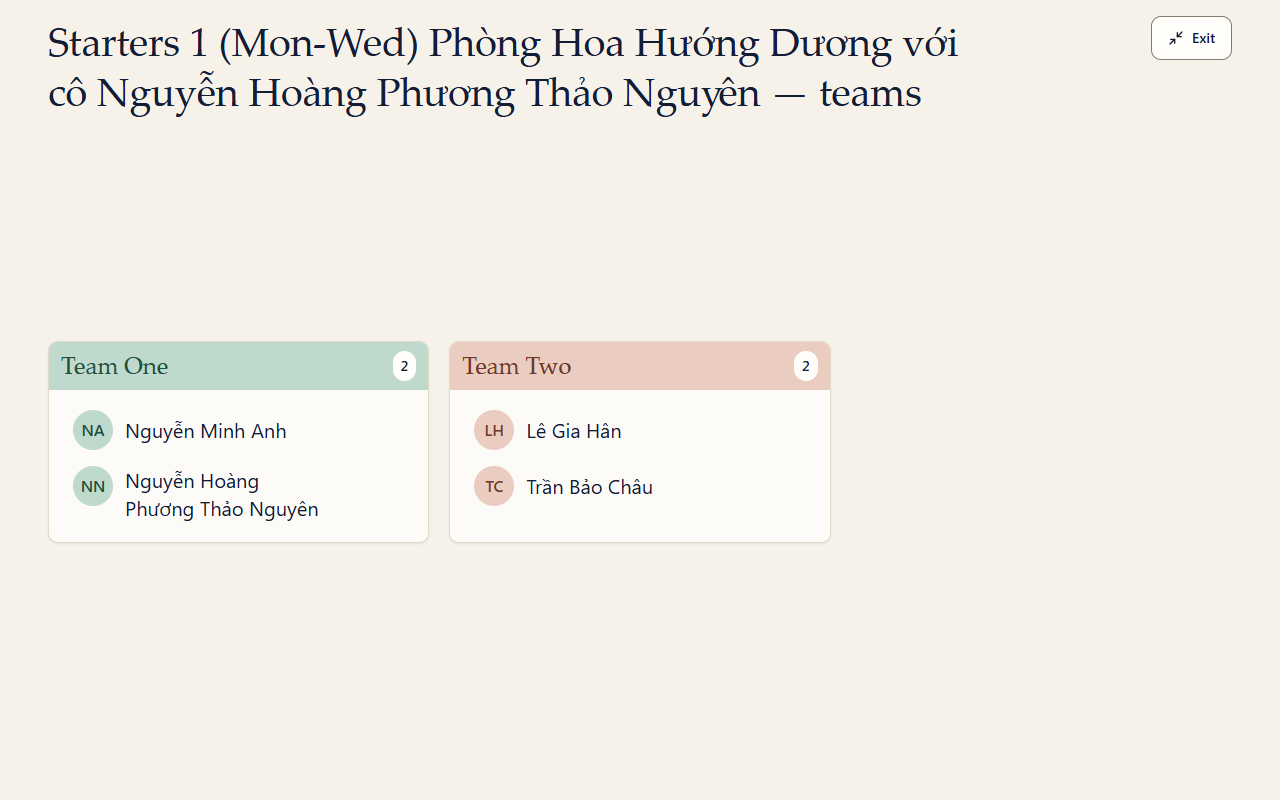 Starters 1 (Mon-Wed) Phòng Hoa Hướng Dương với
cô Nguyễn Hoàng Phương Thảo Nguyên — teams
Exit
Team One
2
NA
Nguyễn Minh Anh
NN
Nguyễn Hoàng
Phương Thảo Nguyên
Team Two
2
LH
Lê Gia Hân
TC
Trần Bảo Châu